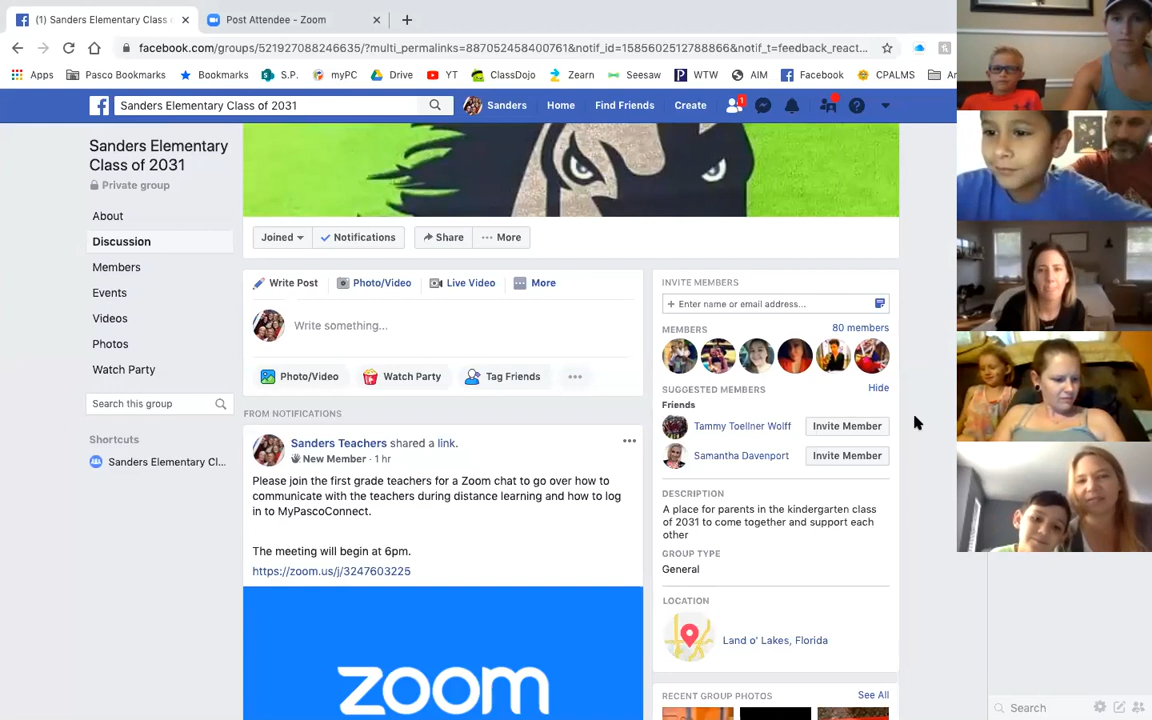 (1) Sanders Elementary Class o
Post Attendee - Zoom
facebook.com/groups/521927088246635/?multi_permalinks=887052458400761&notif_id=1585602512788866&notif_t=feedback_react...
Apps Pasco Bookmarks Bookmarks S.P. myPC Drive YT ClassDojo Zearn Seesaw WTW AIM Facebook CPALMS Ar
Sanders Elementary Class of 2031
Sanders Home Find Friends Create 1
Sanders Elementary
Class of 2031
Private group
About
Discussion
Members
Events
Videos
Photos
Watch Party
Search this group
Shortcuts
Sanders Elementary Cl...
Joined Notifications Share More
Write Post Photo/Video Live Video More
Write something...
Photo/Video Watch Party Tag Friends
FROM NOTIFICATIONS
Sanders Teachers shared a link.
New Member · 1 hr
Please join the first grade teachers for a Zoom chat to go over how to
communicate with the teachers during distance learning and how to log
in to MyPascoConnect.
The meeting will begin at 6pm.
https://zoom.us/j/3247603225
zoom
INVITE MEMBERS
+ Enter name or email address...
MEMBERS 80 members
SUGGESTED MEMBERS Hide
Friends
Tammy Toellner Wolff Invite Member
Samantha Davenport Invite Member
DESCRIPTION
A place for parents in the kindergarten class
of 2031 to come together and support each
other
GROUP TYPE
General
LOCATION
Land o' Lakes, Florida
RECENT GROUP PHOTOS See All
Search